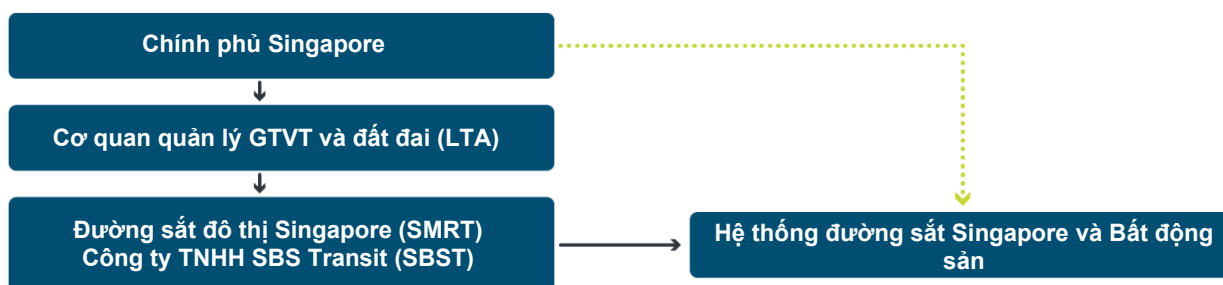 Chính phủ Singapore
Cơ quan quản lý GTVT và đất đai (LTA)
Đường sắt đô thị Singapore (SMRT)
Công ty TNHH SBS Transit (SBST)
Hệ thống đường sắt Singapore và Bất động
sản